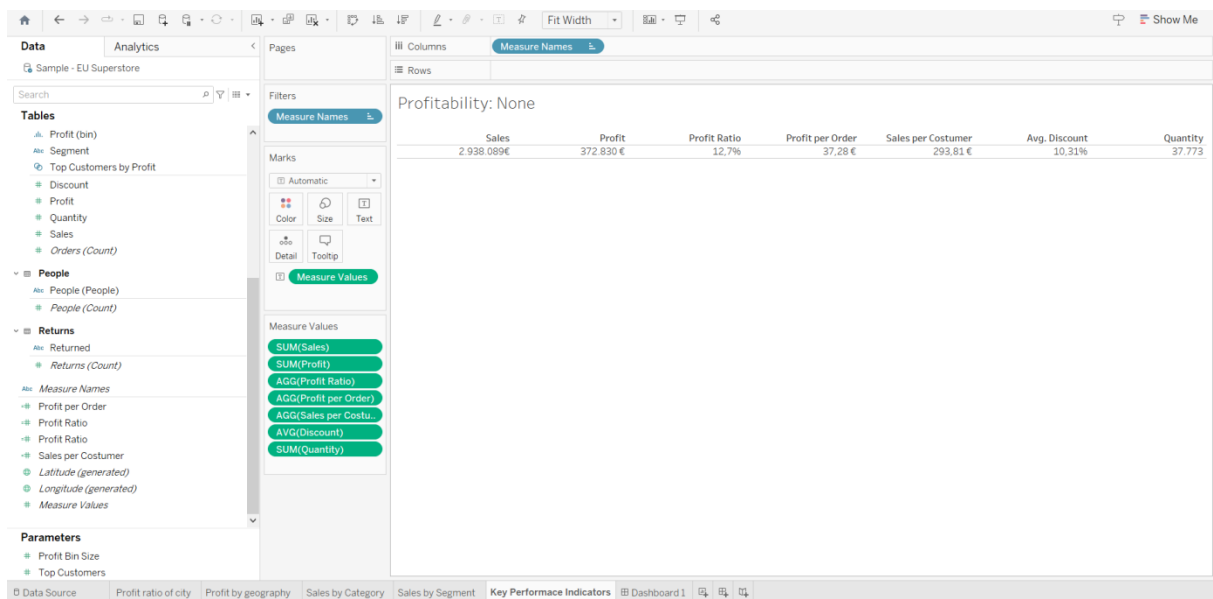 Fit Width
Show Me
Data
Analytics
Pages
Columns
Measure Names
Sample - EU Superstore
Rows
Search
Filters
Measure Names
Profitability: None
Tables
Profit (bin)
Abc Segment
Top Customers by Profit
# Discount
# Profit
# Quantity
# Sales
# Orders (Count)
People
Abc People (People)
# People (Count)
Returns
Abc Returned
# Returns (Count)
Abc Measure Names
=# Profit per Order
=# Profit Ratio
=# Profit Ratio
=# Sales per Costumer
Latitude (generated)
Longitude (generated)
# Measure Values
Parameters
# Profit Bin Size
# Top Customers
Marks
Automatic
Color Size Text
Detail Tooltip
Measure Values
Measure Values
SUM(Sales)
SUM(Profit)
AGG(Profit Ratio)
AGG(Profit per Order)
AGG(Sales per Costu..
AVG(Discount)
SUM(Quantity)
Sales Profit Profit Ratio Profit per Order Sales per Costumer Avg. Discount Quantity
2.938.089€ 372.830 € 12,7% 37,28 € 293,81 € 10,31% 37.773
Data Source Profit ratio of city Profit by geography Sales by Category Sales by Segment Key Performace Indicators Dashboard 1